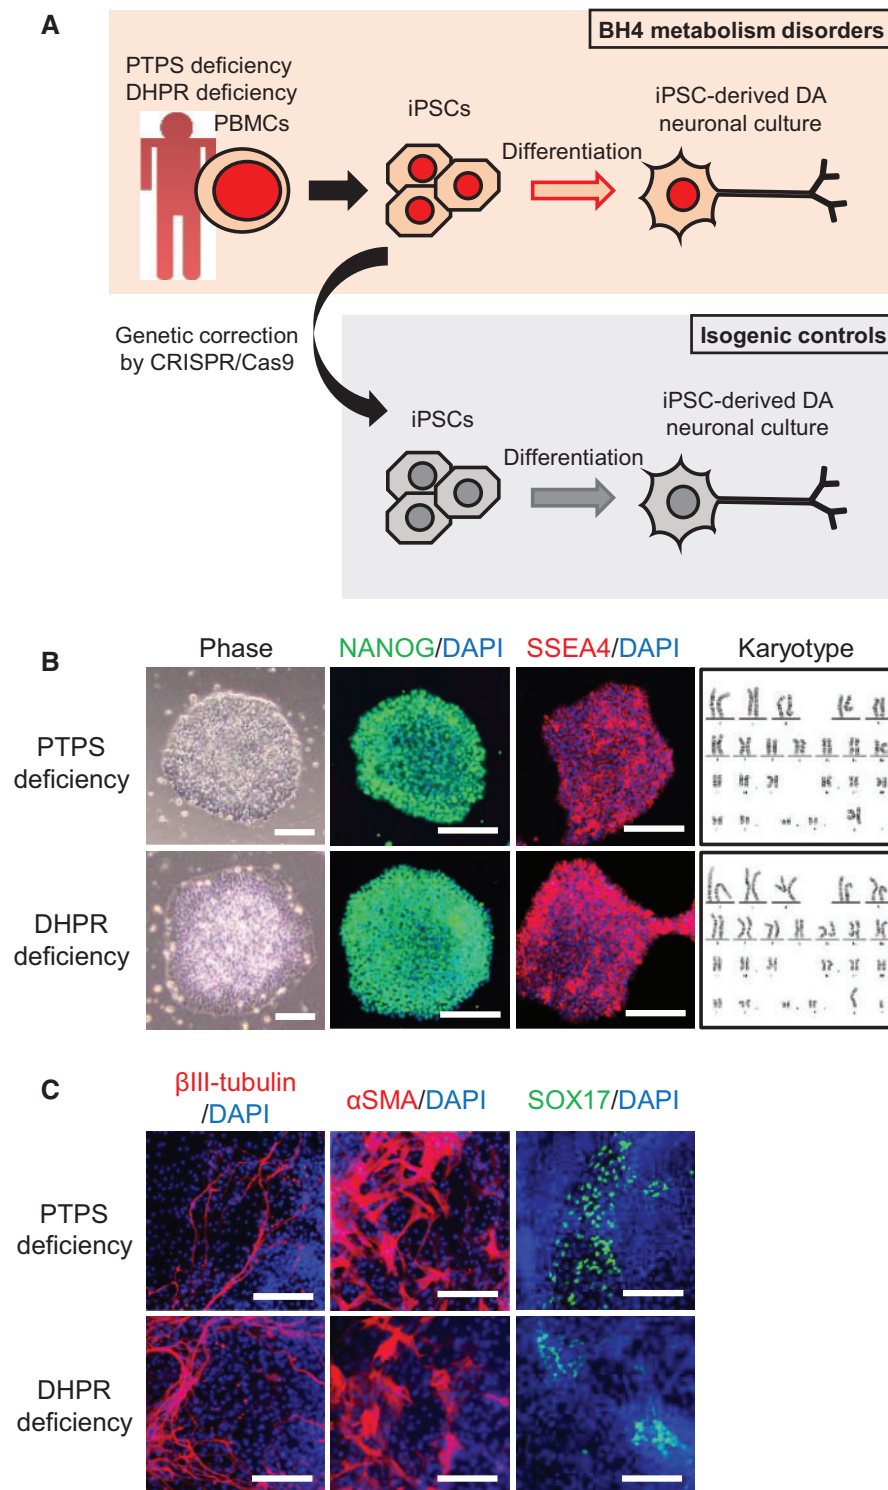 A
BH4 metabolism disorders
PTPS deficiency
DHPR deficiency
PBMCs
iPSCs
Differentiation
iPSC-derived DA
neuronal culture
Genetic correction
by CRISPR/Cas9
Isogenic controls
iPSCs
Differentiation
iPSC-derived DA
neuronal culture
B
Phase
NANOG/DAPI
SSEA4/DAPI
Karyotype
PTPS
deficiency
DHPR
deficiency
C
βIII-tubulin
/DAPI
αSMA/DAPI
SOX17/DAPI
PTPS
deficiency
DHPR
deficiency